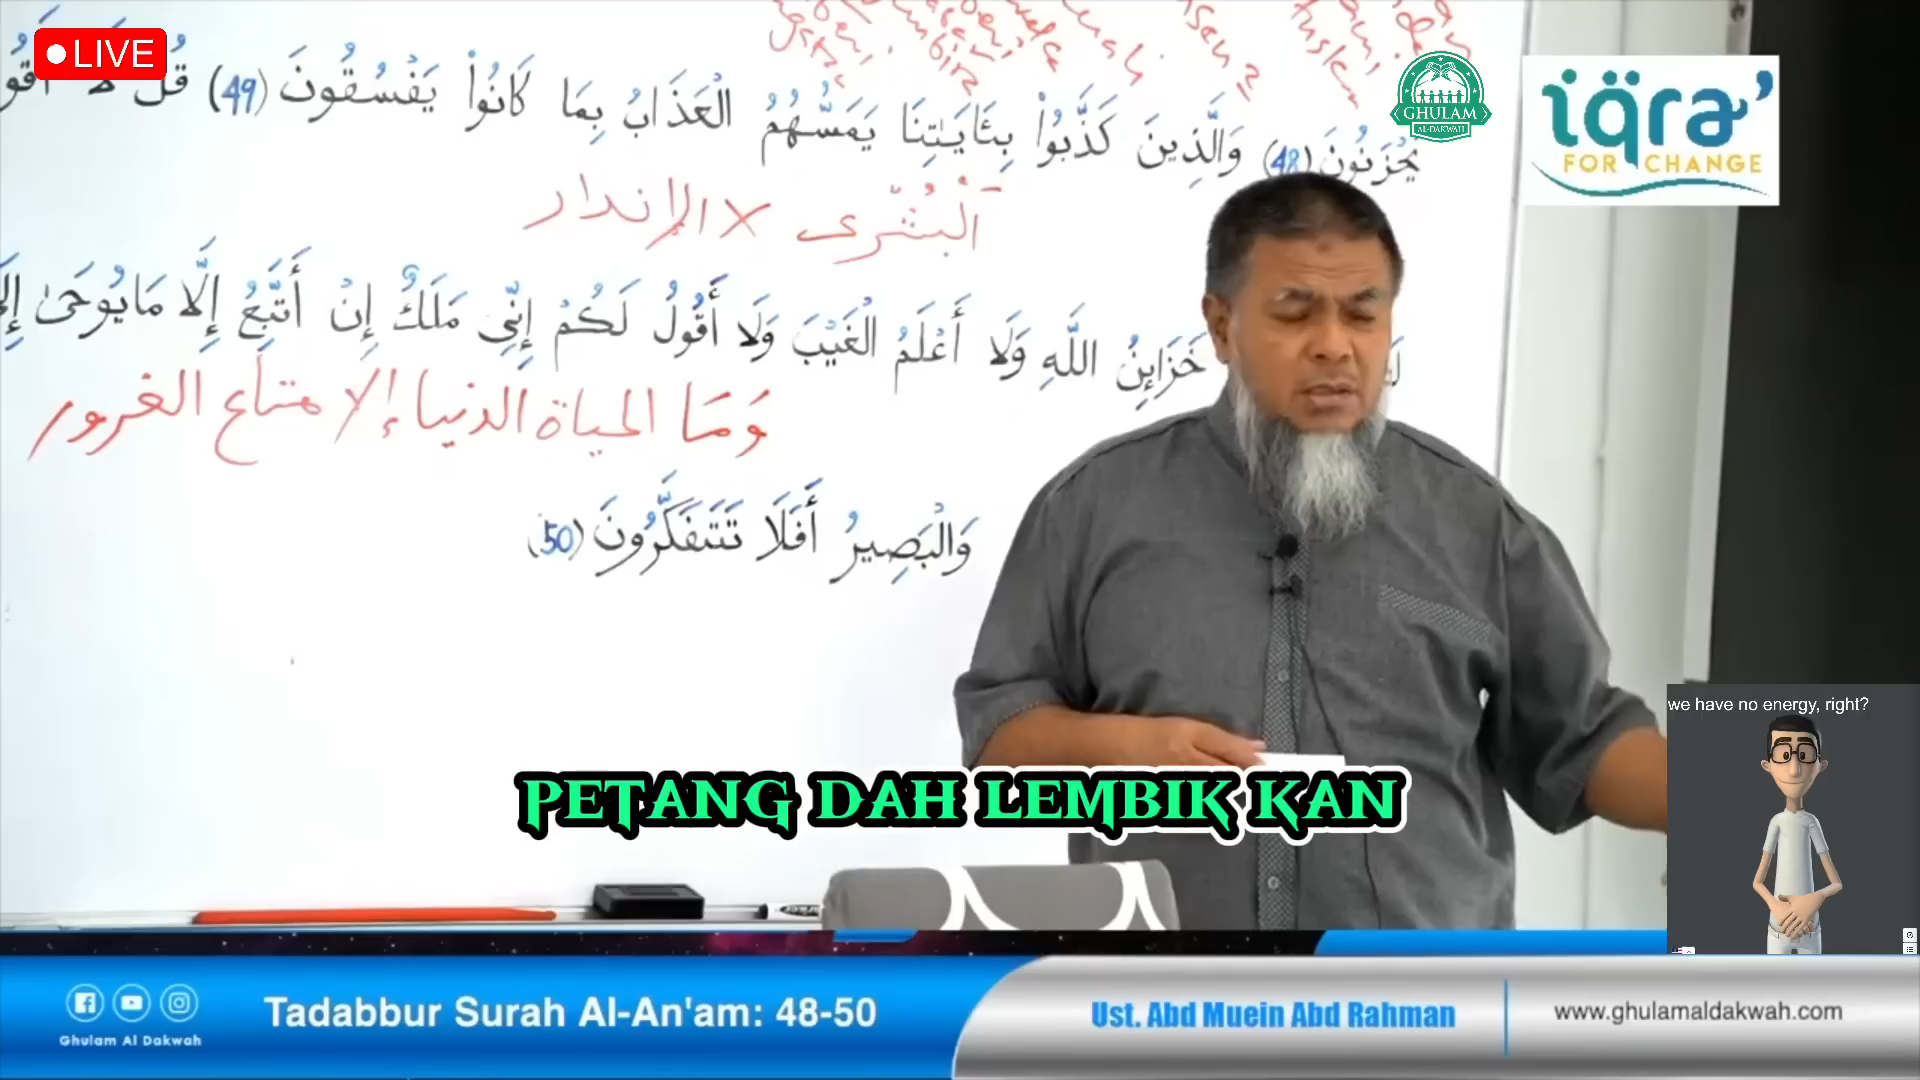 LIVE
يَحْزَنُونَ (48) وَالَّذِينَ كَذَّبُوا۟ بِـَٔايَـٰتِنَا يَمَسُّهُمُ الْعَذَابُ بِمَا كَانُوا۟ يَفْسُقُونَ (49) قُل
الْبُشْرَى X الإنذار
خَزَائِنُ اللَّهِ وَلَا أَعْلَمُ الْغَيْبَ وَلَا أَقُولُ لَكُمْ إِنِّي مَلَكٌ إِنْ أَتَّبِعُ إِلَّا مَا يُوحَىٰ
وَمَا الحياة الدنيا إلا متاع الغرور
وَالْبَصِيرُ أَفَلَا تَتَفَكَّرُونَ (50)
GHULAM
AL-DAKWAH
iqra'
FOR CHANGE
we have no energy, right?
PETANG DAH LEMBIK KAN
Ghulam Al Dakwah
Tadabbur Surah Al-An'am: 48-50
Ust. Abd Muein Abd Rahman
www.ghulamaldakwah.com